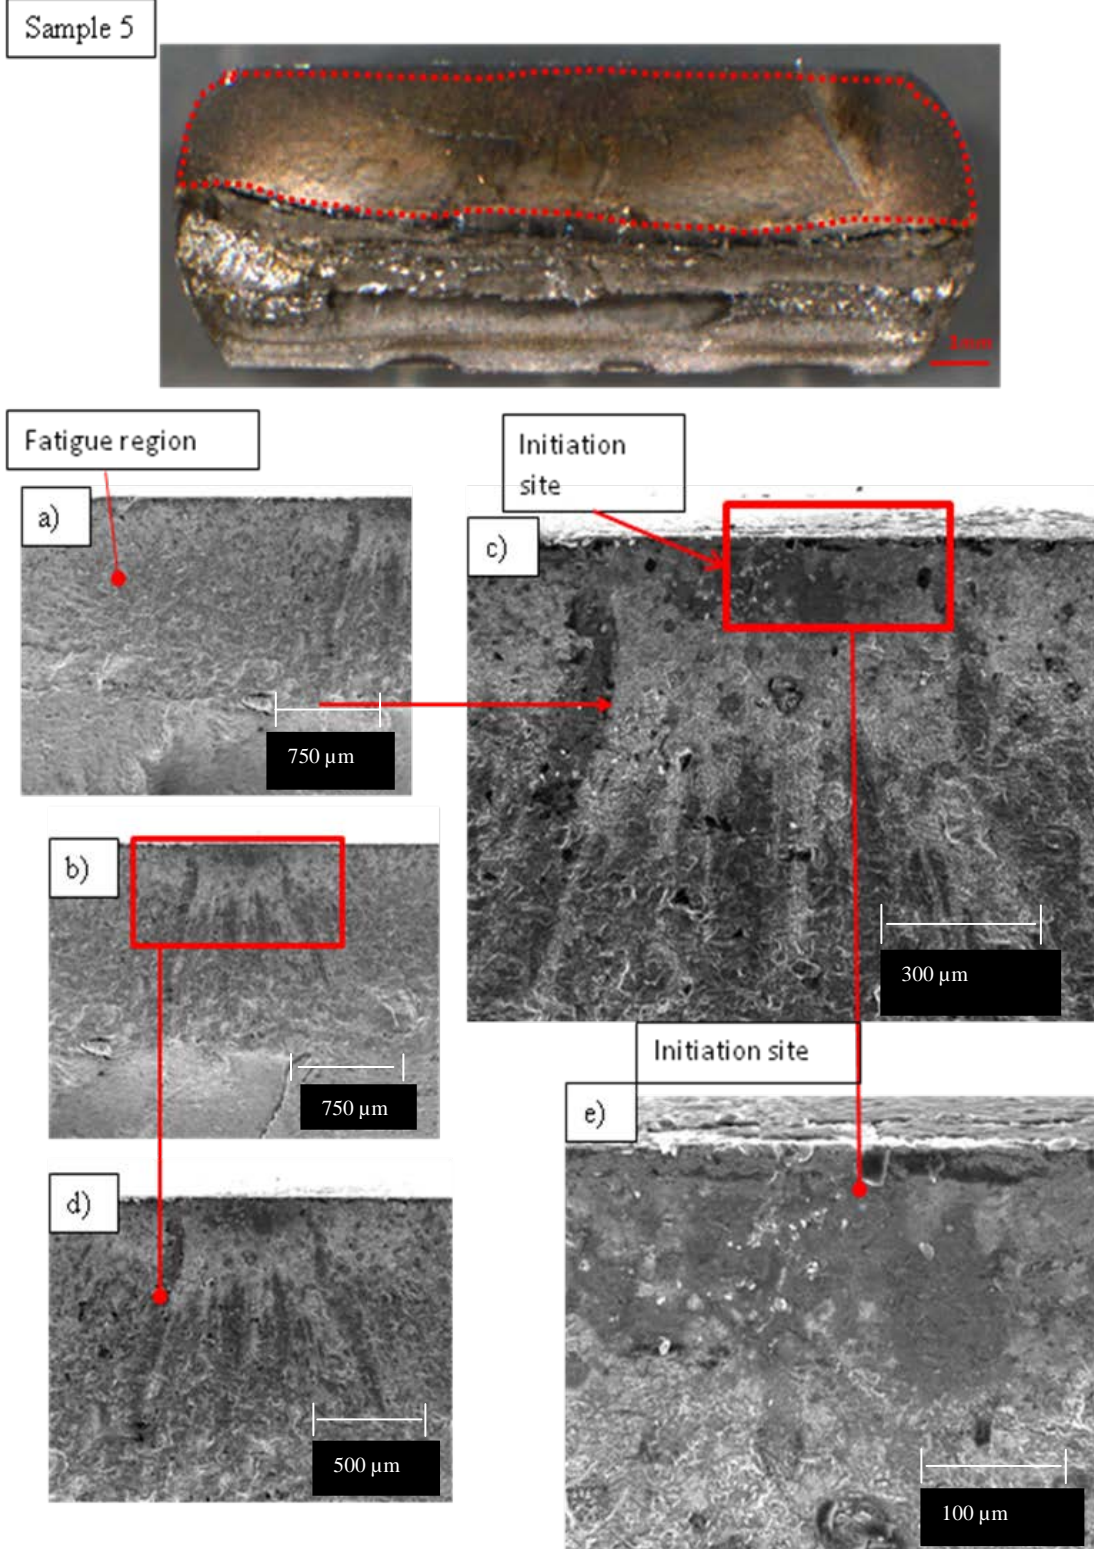 Sample 5
1mm
Fatigue region
Initiation
site
a)
c)
750 µm
b)
750 µm
300 µm
Initiation site
d)
e)
500 µm
100 µm